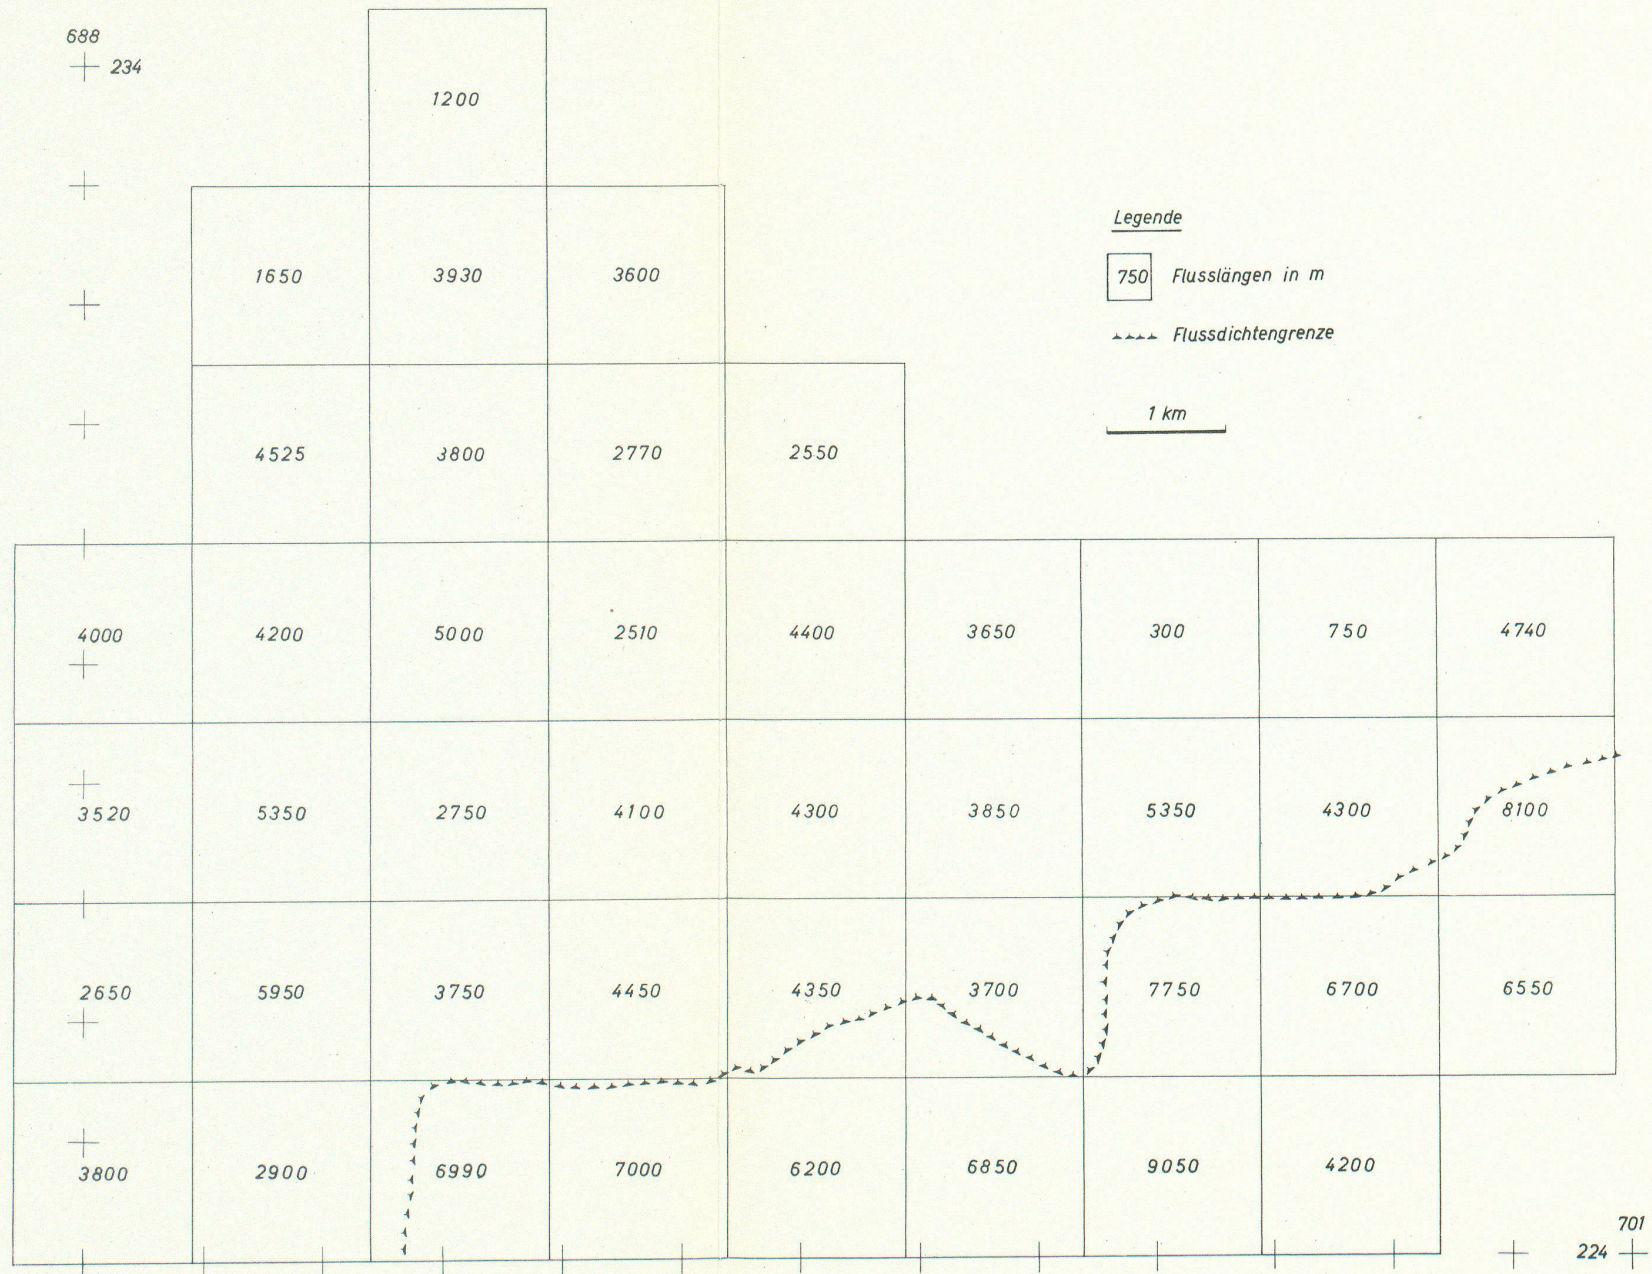 688
234
1200
Legende
1650 3930 3600
750 Flusslängen in m
Flussdichtengrenze
1 km
4525 3800 2770 2550
4000 4200 5000 2510 4400 3650 300 750 4740
3520 5350 2750 4100 4300 3850 5350 4300 8100
2650 5950 3750 4450 4350 3700 7750 6700 6550
3800 2900 6990 7000 6200 6850 9050 4200
701
224